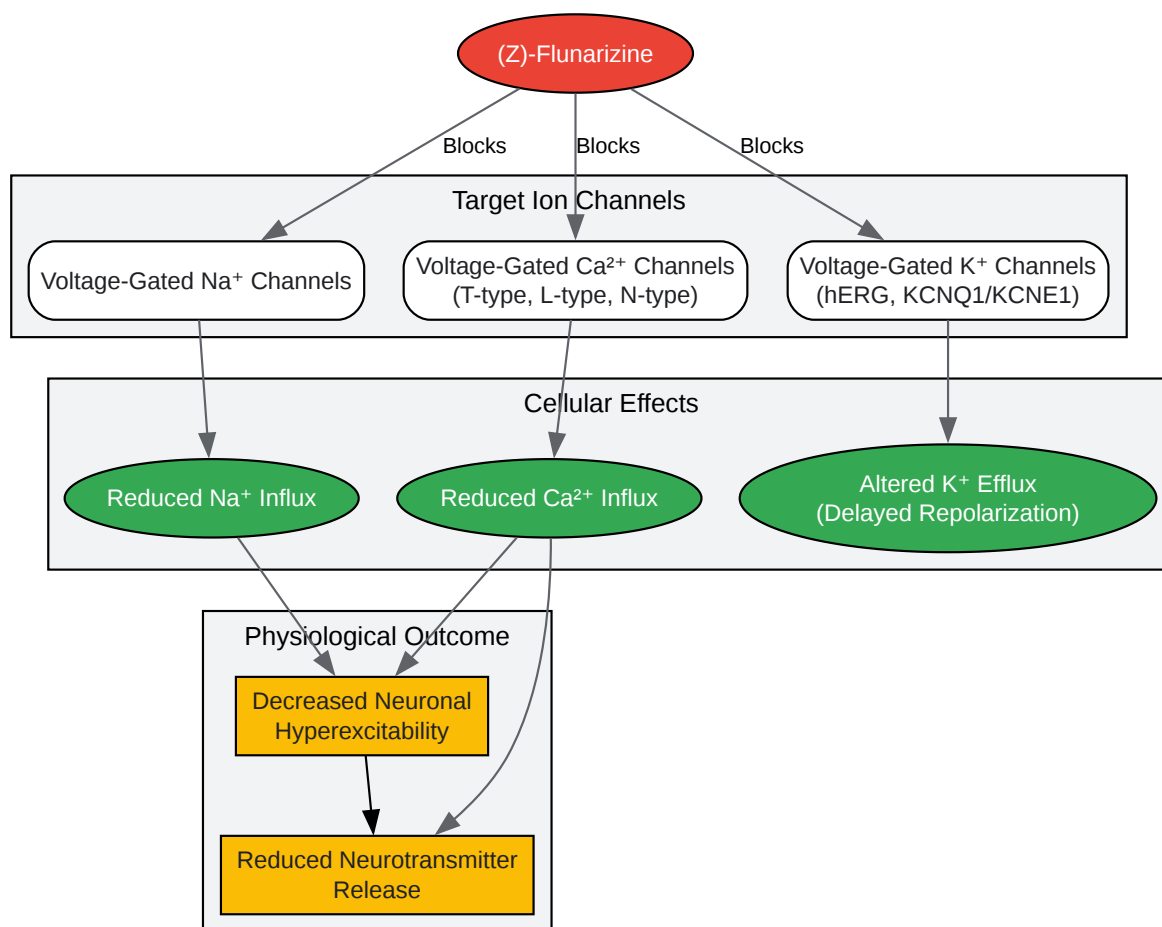 (Z)-Flunarizine
Blocks
Blocks
Blocks
Target Ion Channels
Voltage-Gated Na⁺ Channels
Voltage-Gated Ca²⁺ Channels
(T-type, L-type, N-type)
Voltage-Gated K⁺ Channels
(hERG, KCNQ1/KCNE1)
Cellular Effects
Reduced Na⁺ Influx
Reduced Ca²⁺ Influx
Altered K⁺ Efflux
(Delayed Repolarization)
Physiological Outcome
Decreased Neuronal
Hyperexcitability
Reduced Neurotransmitter
Release